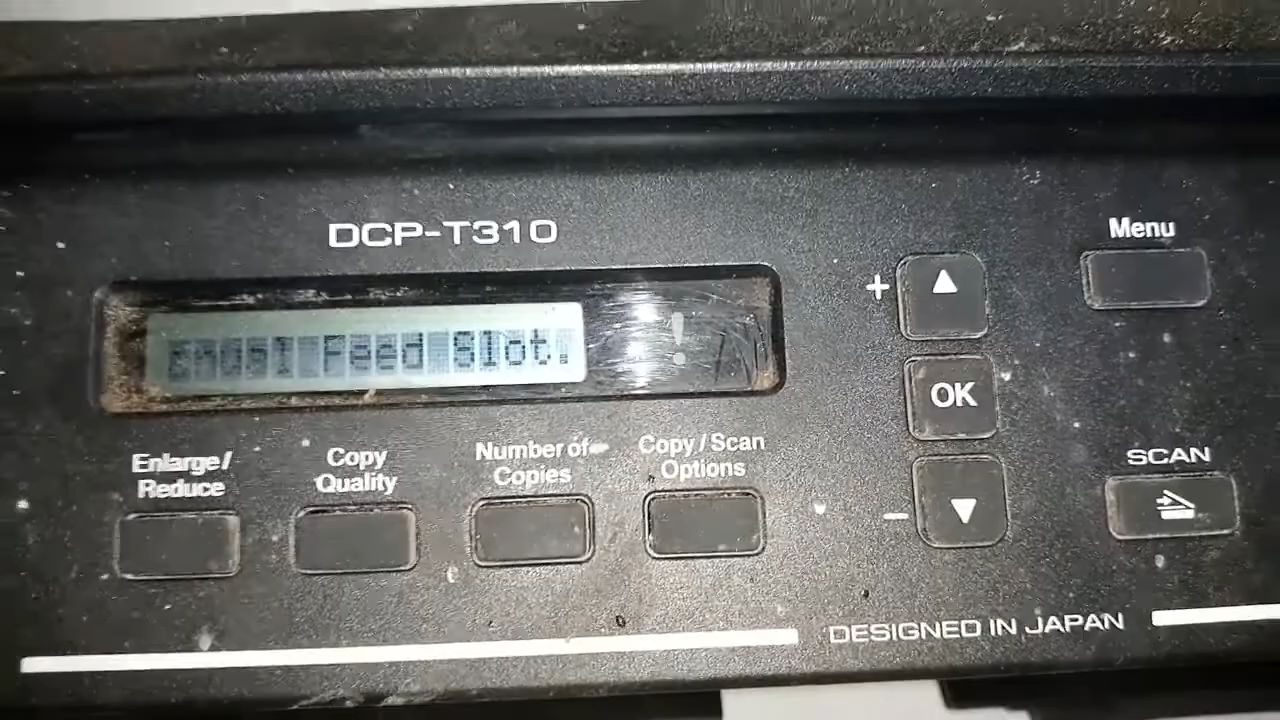 DCP-T310
Menu
Feed Slot.
+
OK
Enlarge/
Reduce
Copy
Quality
Number of
Copies
Copy / Scan
Options
SCAN
−
DESIGNED IN JAPAN